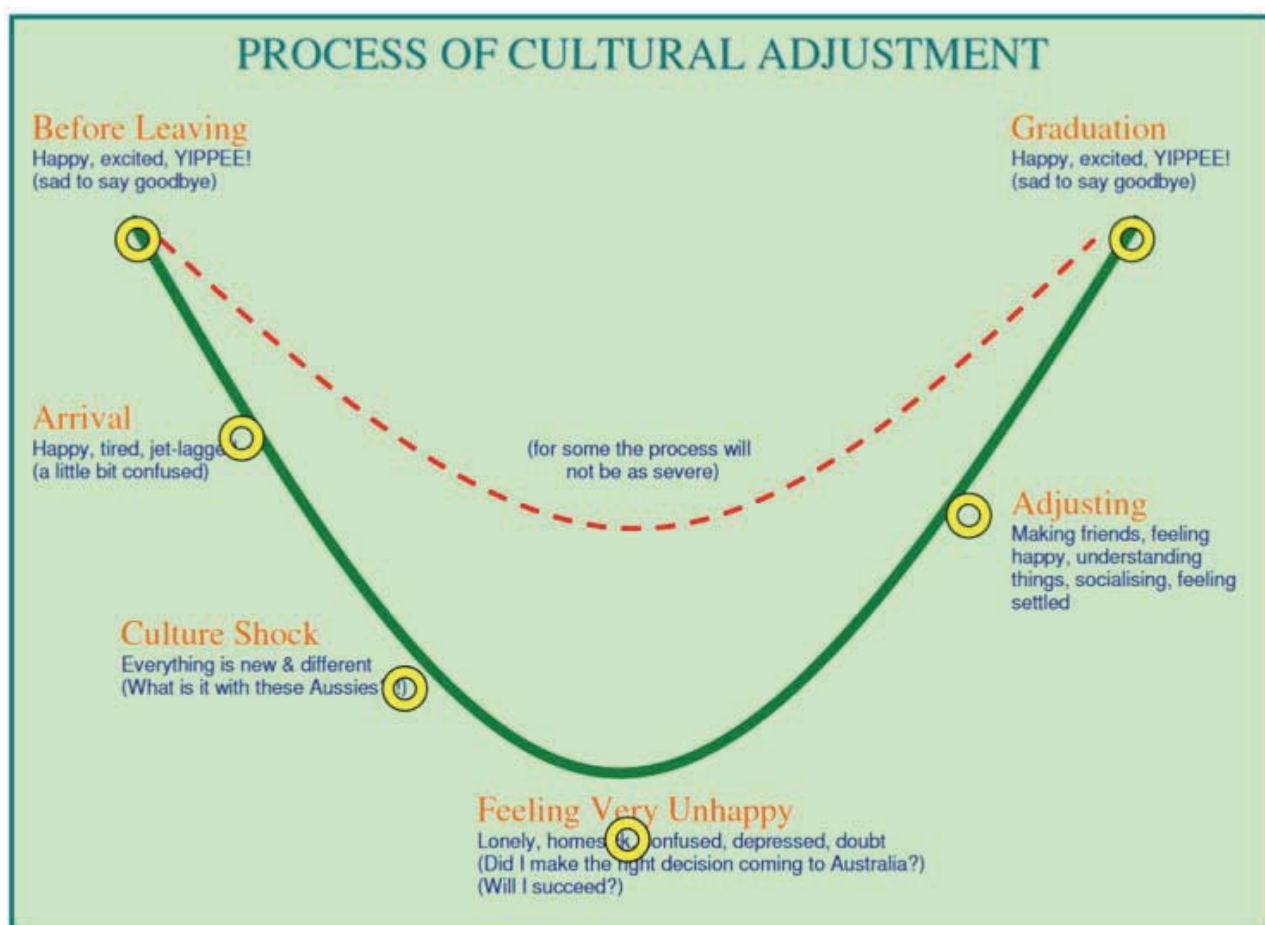 PROCESS OF CULTURAL ADJUSTMENT
Before Leaving
Happy, excited, YIPPEE!
(sad to say goodbye)
Graduation
Happy, excited, YIPPEE!
(sad to say goodbye)
Arrival
Happy, tired, jet-lagged
(a little bit confused)
(for some the process will
not be as severe)
Adjusting
Making friends, feeling
happy, understanding
things, socialising, feeling
settled
Culture Shock
Everything is new & different
(What is it with these Aussies?!)
Feeling Very Unhappy
Lonely, homesick, confused, depressed, doubt
(Did I make the right decision coming to Australia?)
(Will I succeed?)